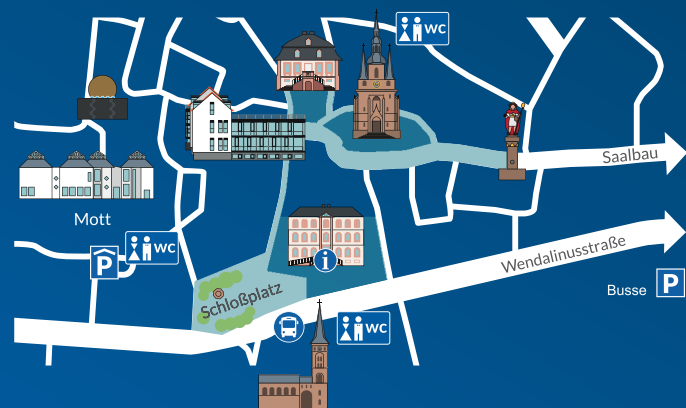 WC
Saalbau
Mott
WC
P
i
Wendalinusstraße
Schloßplatz
Busse P
WC